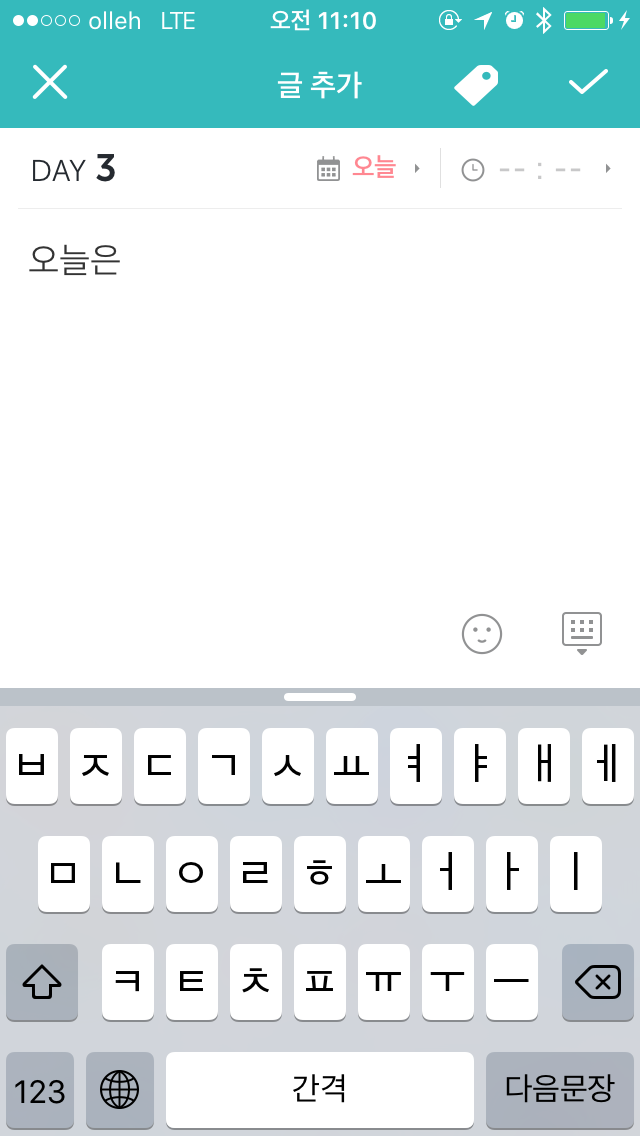 olleh LTE 오전 11:10
글 추가
DAY 3 오늘 -- : --
오늘은
ㅂ ㅈ ㄷ ㄱ ㅅ ㅛ ㅕ ㅑ ㅐ ㅔ
ㅁ ㄴ ㅇ ㄹ ㅎ ㅗ ㅓ ㅏ ㅣ
ㅋ ㅌ ㅊ ㅍ ㅠ ㅜ ㅡ
123 간격 다음문장